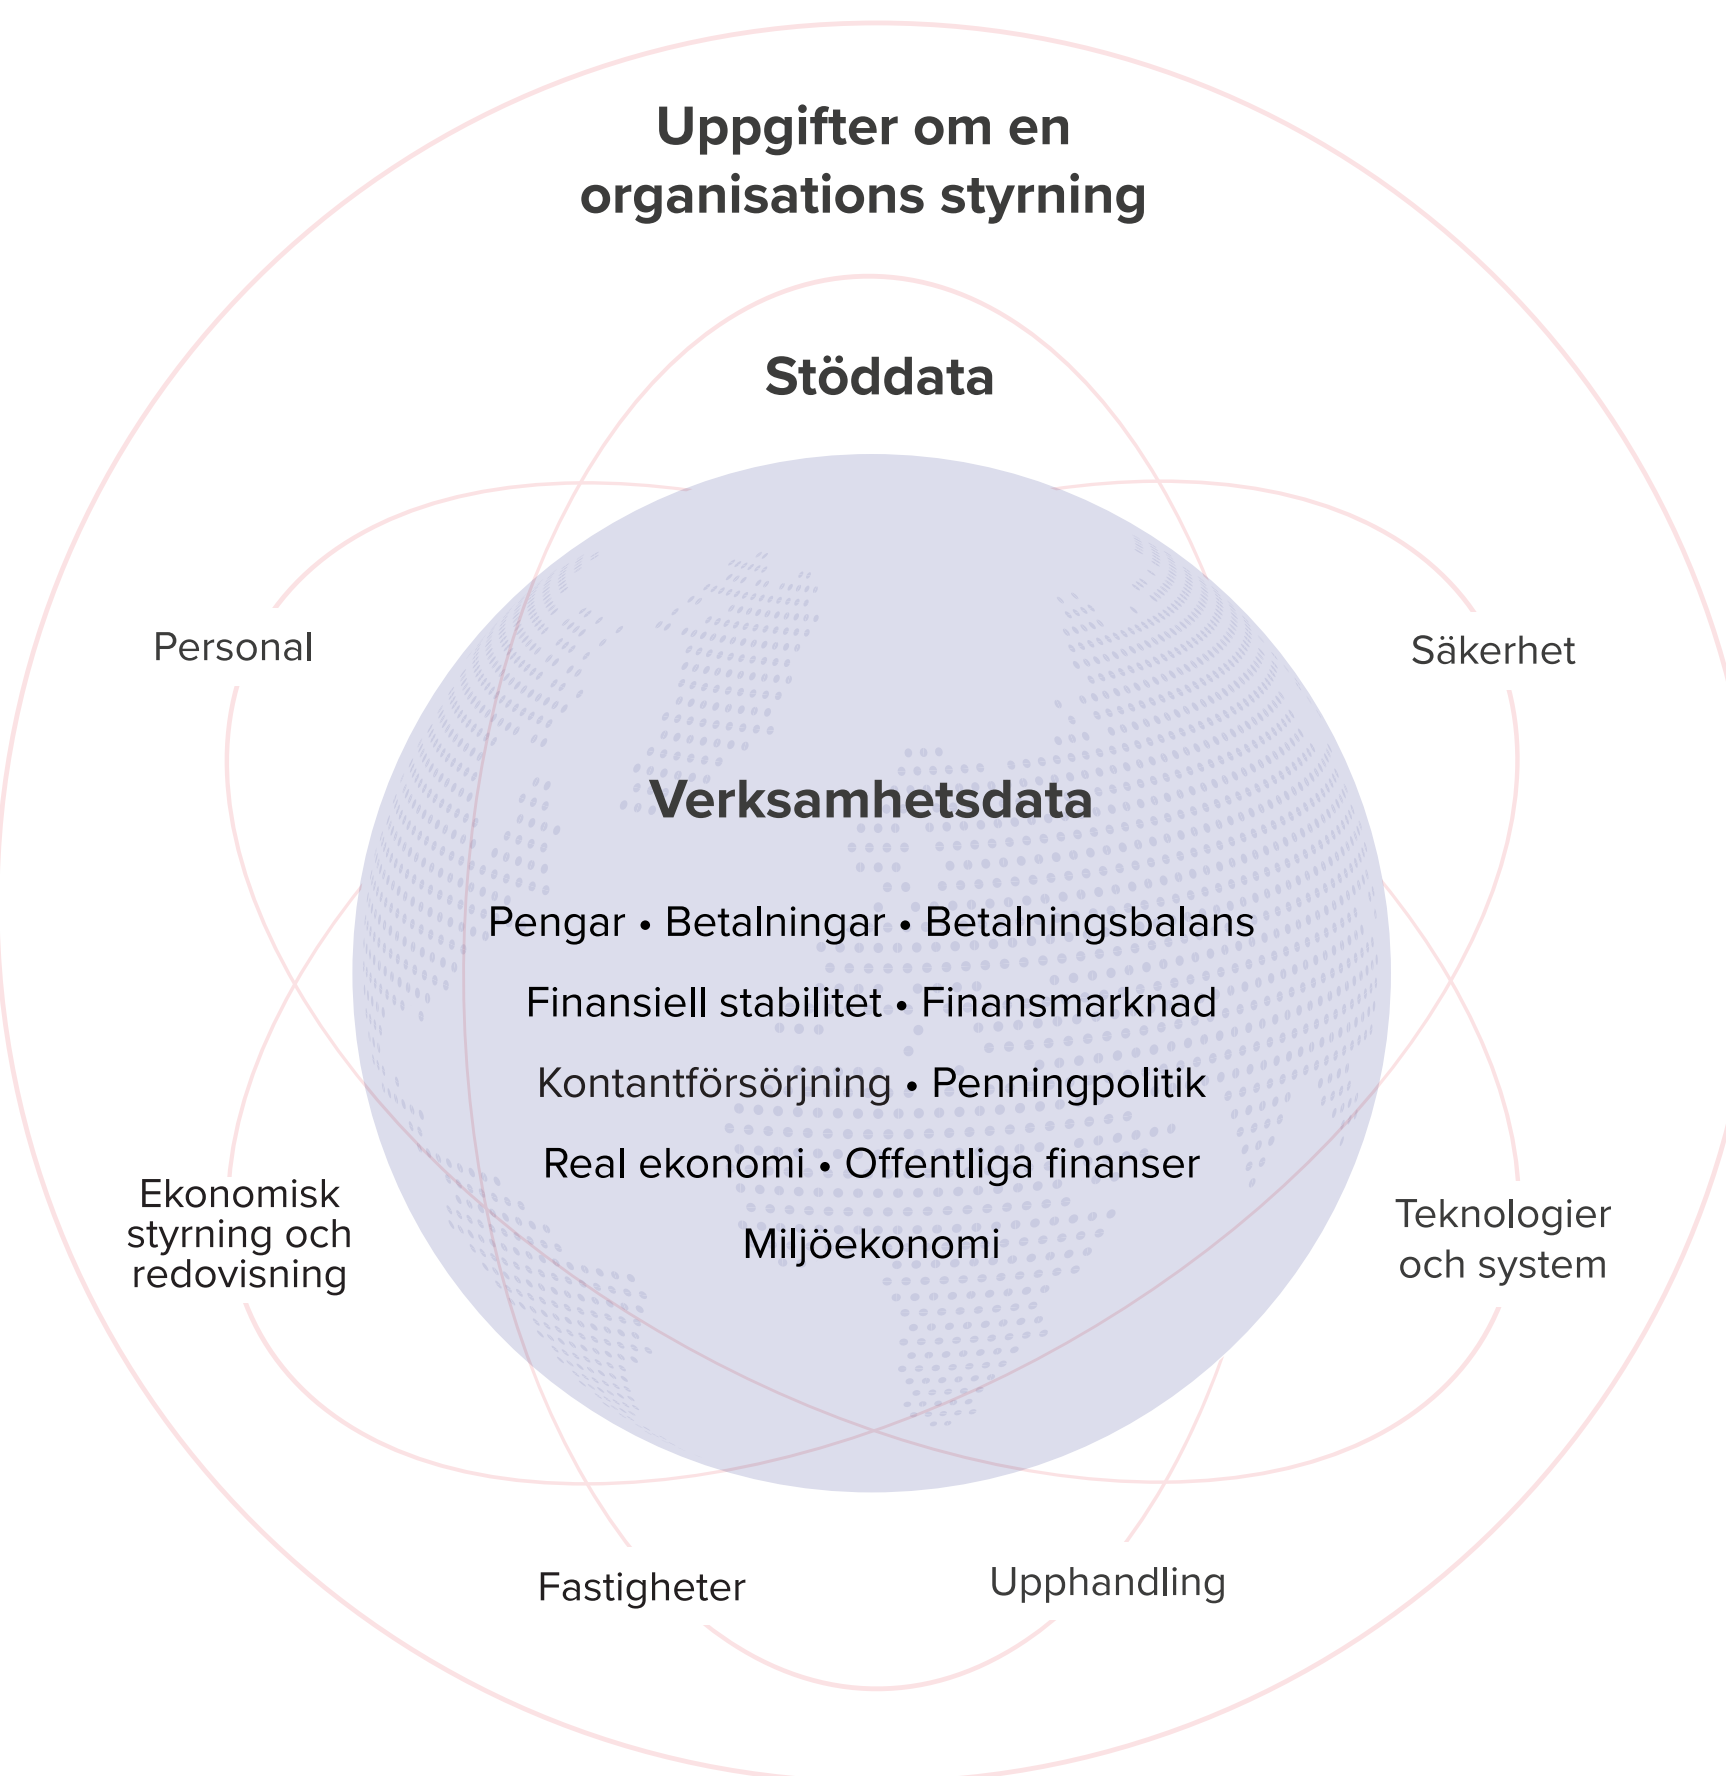 Uppgifter om en
organisations styrning
Stöddata
Personal
Säkerhet
Verksamhetsdata
Pengar • Betalningar • Betalningsbalans
Finansiell stabilitet • Finansmarknad
Kontantförsörjning • Penningpolitik
Real ekonomi • Offentliga finanser
Miljöekonomi
Ekonomisk
styrning och
redovisning
Teknologier
och system
Fastigheter
Upphandling